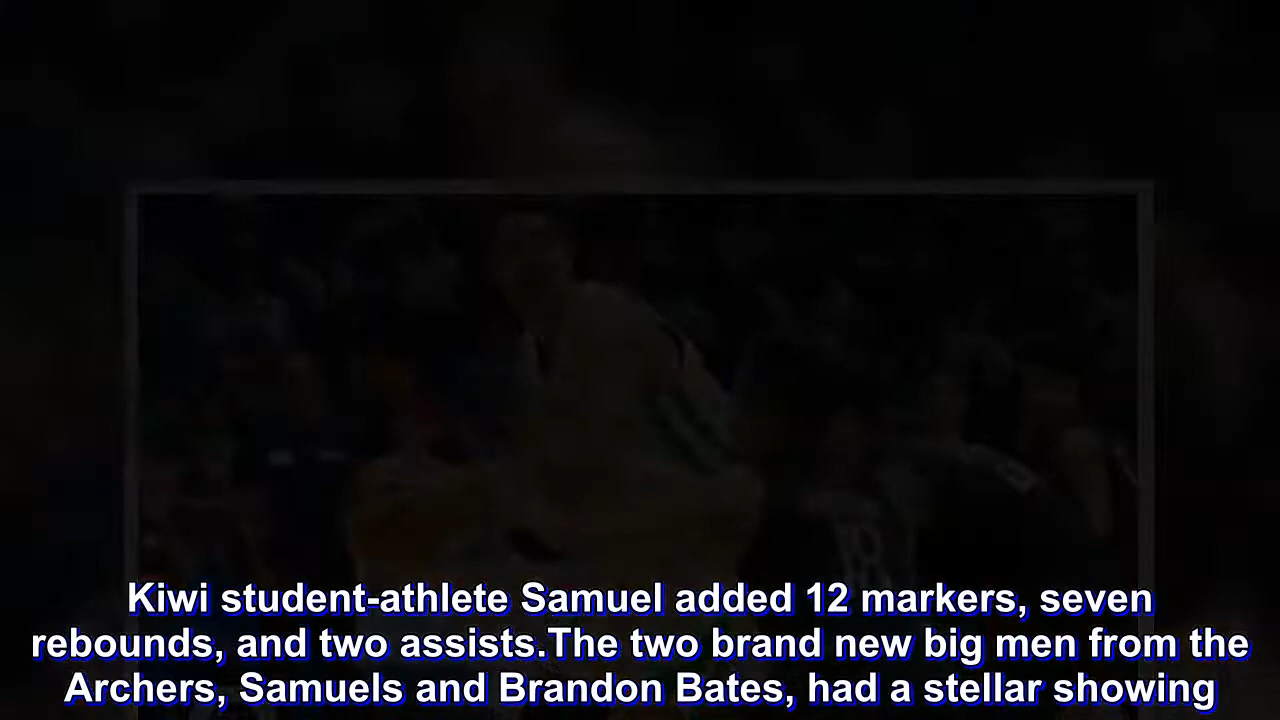 Kiwi student-athlete Samuel added 12 markers, seven
rebounds, and two assists.The two brand new big men from the
Archers, Samuels and Brandon Bates, had a stellar showing